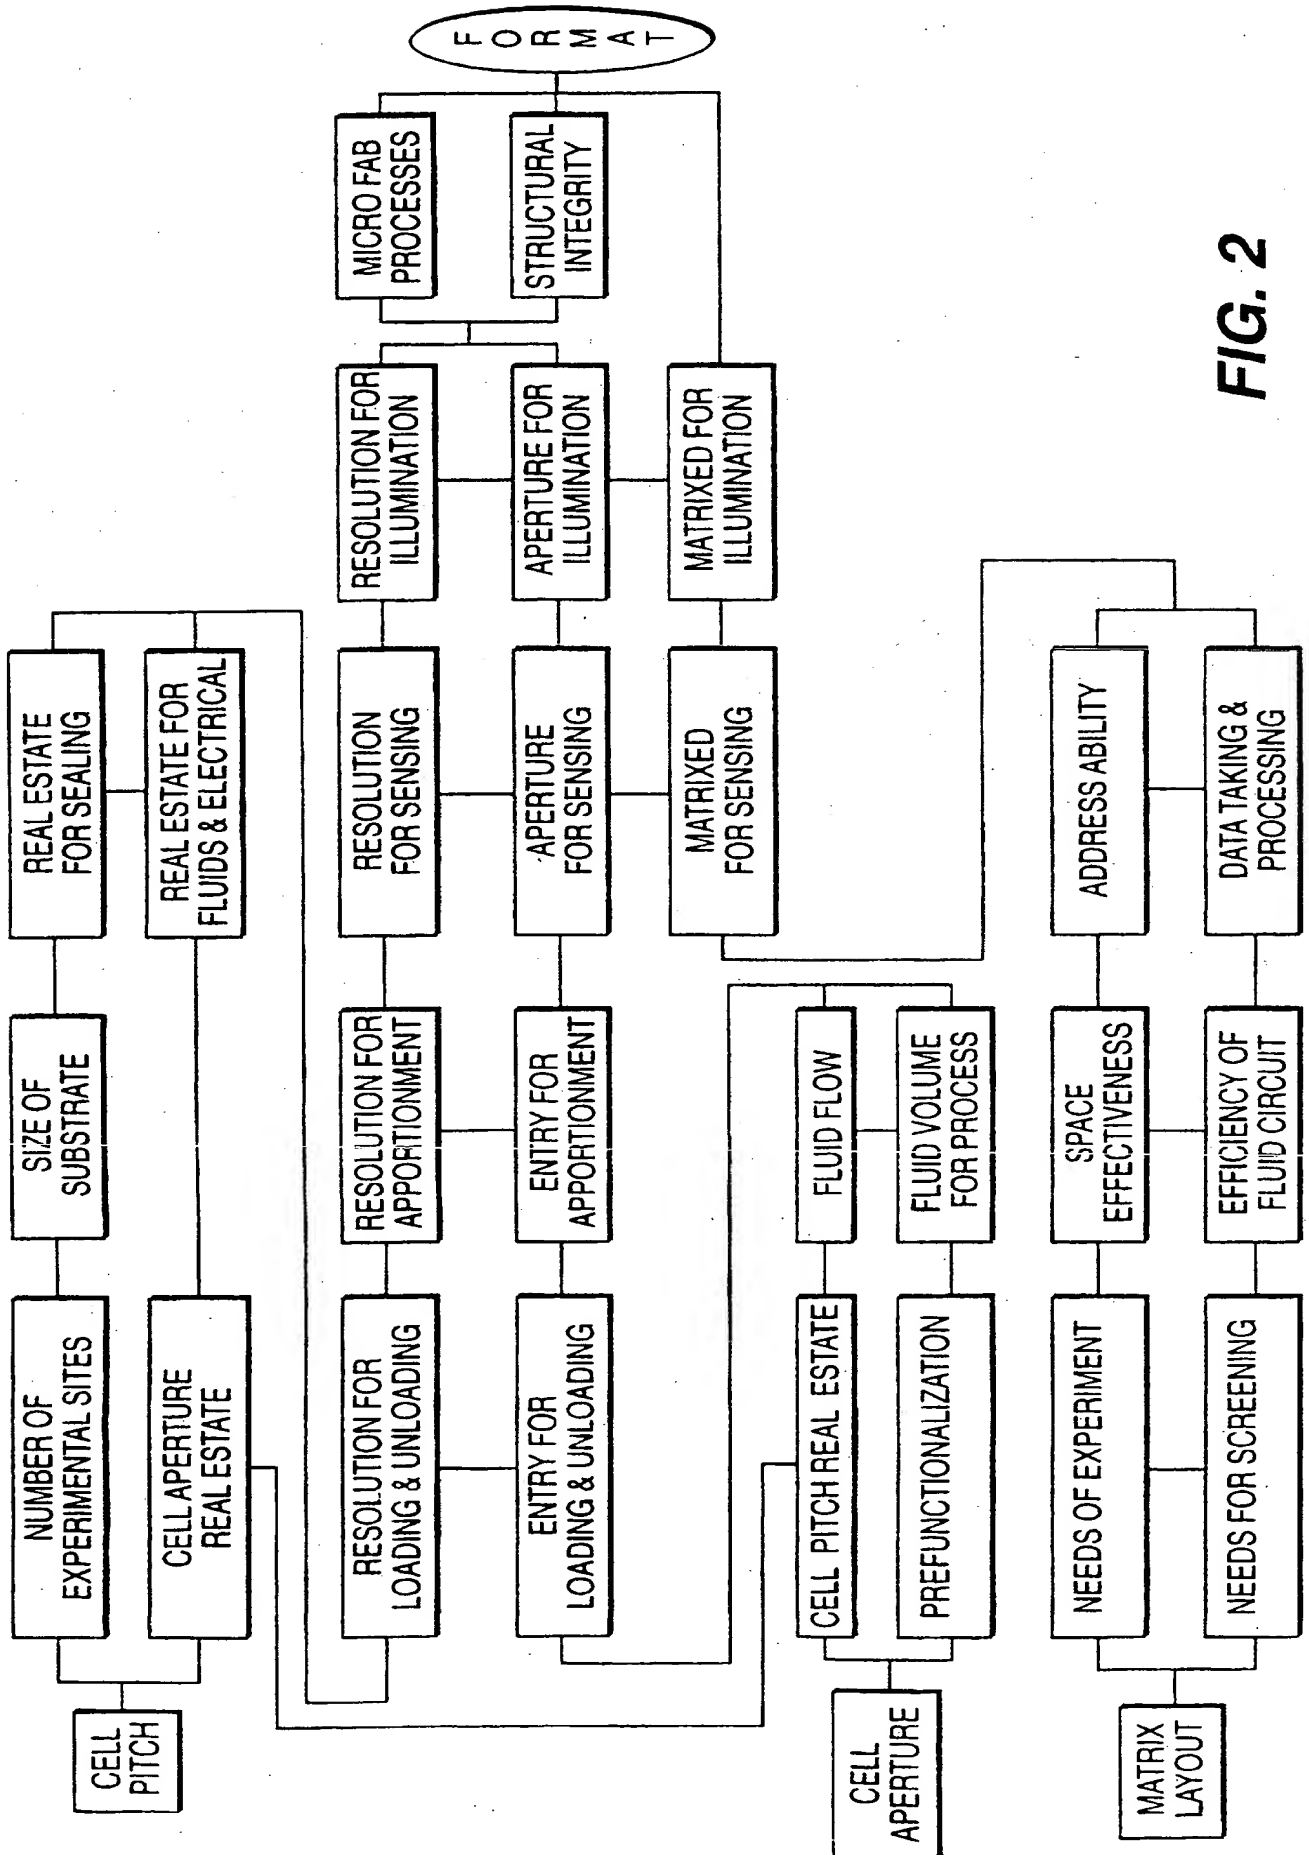 CELL
PITCH
NUMBER OF
EXPERIMENTAL SITES
SIZE OF
SUBSTRATE
REAL ESTATE
FOR SEALING
CELL APERTURE
REAL ESTATE
REAL ESTATE FOR
FLUIDS & ELECTRICAL
RESOLUTION FOR
LOADING & UNLOADING
RESOLUTION FOR
APPORTIONMENT
RESOLUTION
FOR SENSING
RESOLUTION FOR
ILLUMINATION
MICRO FAB
PROCESSES
FORMAT
ENTRY FOR
LOADING & UNLOADING
ENTRY FOR
APPORTIONMENT
APERTURE
FOR SENSING
APERTURE FOR
ILLUMINATION
STRUCTURAL
INTEGRITY
MATRIXED
FOR SENSING
MATRIXED FOR
ILLUMINATION
CELL
APERTURE
CELL PITCH REAL ESTATE
FLUID FLOW
PREFUNCTIONALIZATION
FLUID VOLUME
FOR PROCESS
MATRIX
LAYOUT
NEEDS OF EXPERIMENT
SPACE
EFFECTIVENESS
ADDRESS ABILITY
NEEDS FOR SCREENING
EFFICIENCY OF
FLUID CIRCUIT
DATA TAKING &
PROCESSING
FIG. 2